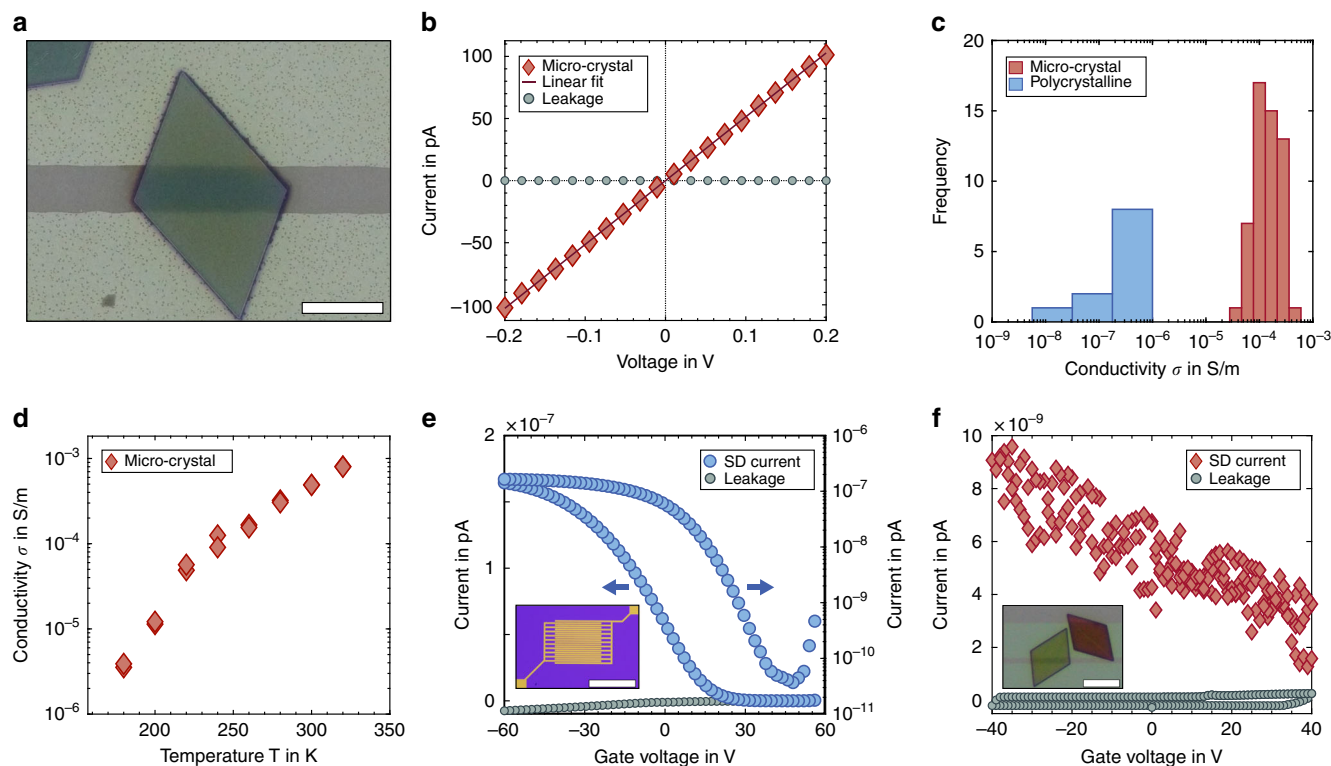 a
b
100
50
0
−50
−100
Current in pA
Micro-crystal
Linear fit
Leakage
−0.2
−0.1
0
0.1
0.2
Voltage in V
c
20
15
10
5
0
Frequency
Micro-crystal
Polycrystalline
10⁻⁹
10⁻⁸
10⁻⁷
10⁻⁶
10⁻⁵
10⁻⁴
10⁻³
Conductivity σ in S/m
d
10⁻³
10⁻⁴
10⁻⁵
10⁻⁶
Conductivity σ in S/m
Micro-crystal
200
250
300
350
Temperature T in K
e
×10⁻⁷
2
1
0
Current in pA
SD current
Leakage
10⁻⁶
10⁻⁷
10⁻⁸
10⁻⁹
10⁻¹⁰
10⁻¹¹
Current in pA
−60
−30
0
30
60
Gate voltage in V
f
×10⁻⁹
10
8
6
4
2
0
Current in pA
SD current
Leakage
−40
−20
0
20
40
Gate voltage in V